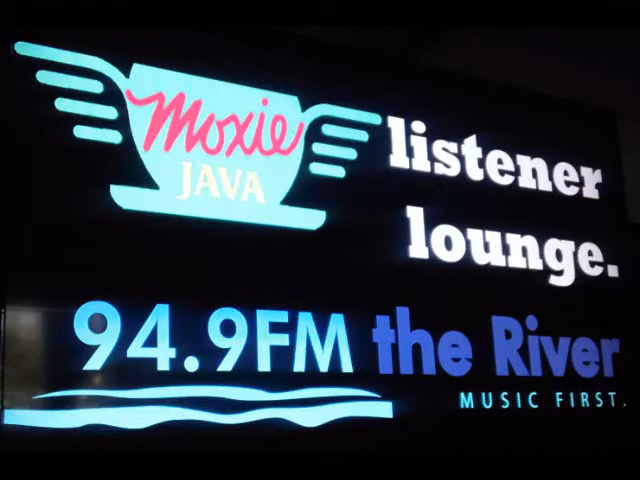 Moxie
JAVA
listener
lounge.
94.9FM the River
MUSIC FIRST.